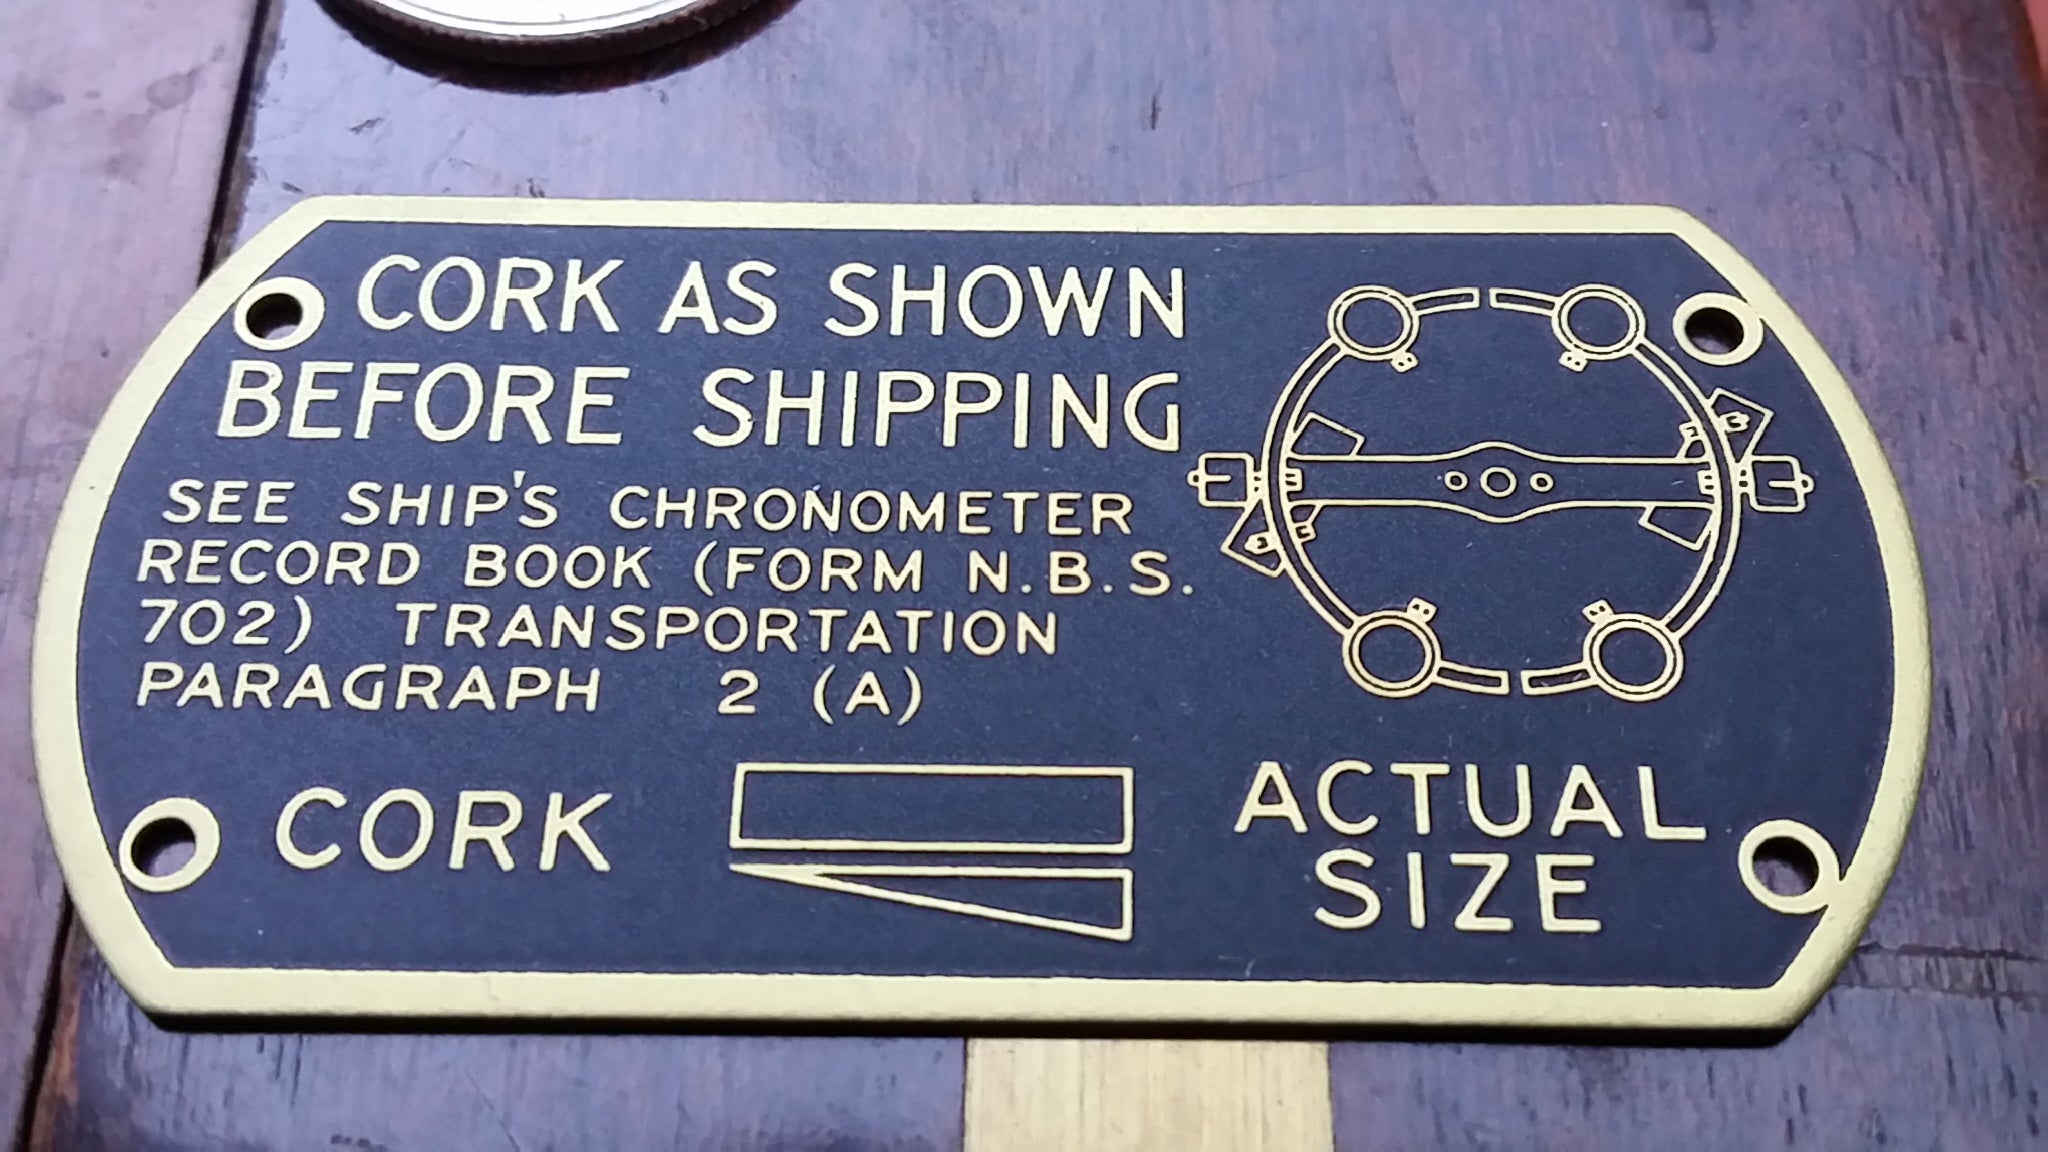 CORK AS SHOWN
BEFORE SHIPPING
SEE SHIP'S CHRONOMETER
RECORD BOOK (FORM N.B.S.
702) TRANSPORTATION
PARAGRAPH 2 (A)
CORK
ACTUAL
SIZE